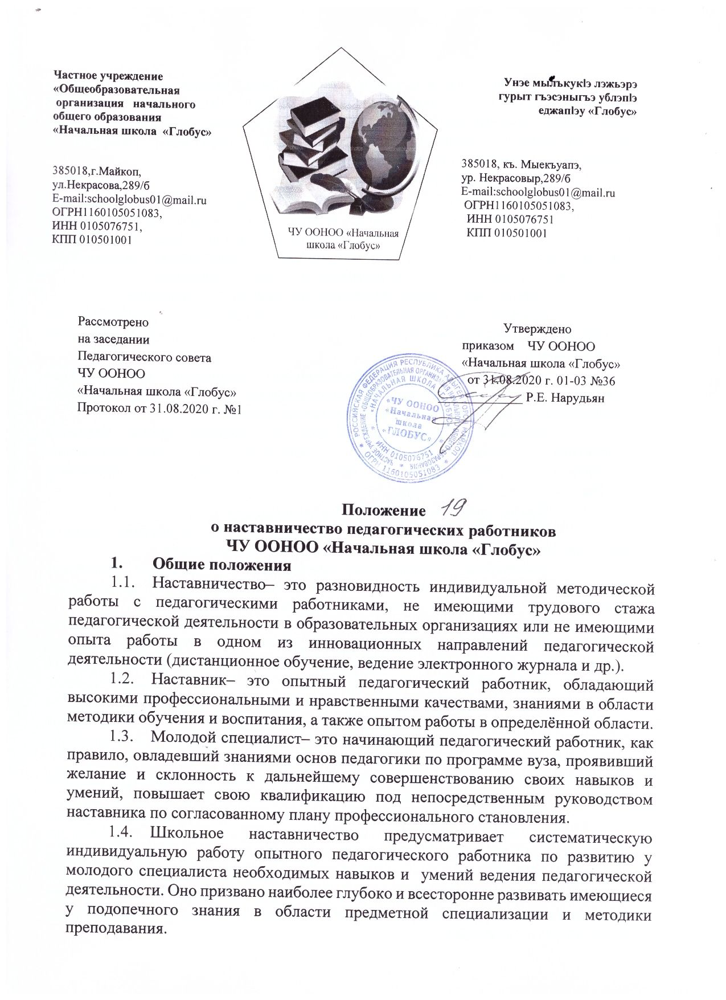 Частное учреждение
«Общеобразовательная
организация начального
общего образования
«Начальная школа «Глобус»
385018,г.Майкоп,
ул.Некрасова,289/б
E-mail:schoolglobus01@mail.ru
ОГРН1160105051083,
ИНН 0105076751,
КПП 010501001
ЧУ ООНОО «Начальная
школа «Глобус»
Унэе мылъкукIэ лэжьэрэ
гурыт гъэсэныгъэ ублэпIэ
еджапIэу «Глобус»
385018, къ. Мыекъуапэ,
ур. Некрасовыр,289/б
E-mail:schoolglobus01@mail.ru
ОГРН1160105051083,
ИНН 0105076751
КПП 010501001
Рассмотрено
на заседании
Педагогического совета
ЧУ ООНОО
«Начальная школа «Глобус»
Протокол от 31.08.2020 г. №1
Утверждено
приказом ЧУ ООНОО
«Начальная школа «Глобус»
от 31.08.2020 г. 01-03 №36
Р.Е. Нарудьян
РОССИЙСКАЯ ФЕДЕРАЦИЯ РЕСПУБЛИКА АДЫГЕЯ ГОРОД МАЙКОП
* ОГРН 1160105051083 *
ЧАСТНОЕ УЧРЕЖДЕНИЕ «ОБЩЕОБРАЗОВАТЕЛЬНАЯ ОРГАНИЗАЦИЯ НАЧАЛЬНОГО ОБЩЕГО ОБРАЗОВАНИЯ *
«НАЧАЛЬНАЯ ШКОЛА «ГЛОБУС»
* ИНН 0105076751 *
«ЧУ ООНОО
«Начальная
школа
«ГЛОБУС»
Положение 19
о наставничество педагогических работников
ЧУ ООНОО «Начальная школа «Глобус»
1. Общие положения
1.1. Наставничество– это разновидность индивидуальной методической
работы с педагогическими работниками, не имеющими трудового стажа
педагогической деятельности в образовательных организациях или не имеющими
опыта работы в одном из инновационных направлений педагогической
деятельности (дистанционное обучение, ведение электронного журнала и др.).
1.2. Наставник– это опытный педагогический работник, обладающий
высокими профессиональными и нравственными качествами, знаниями в области
методики обучения и воспитания, а также опытом работы в определённой области.
1.3. Молодой специалист– это начинающий педагогический работник, как
правило, овладевший знаниями основ педагогики по программе вуза, проявивший
желание и склонность к дальнейшему совершенствованию своих навыков и
умений, повышает свою квалификацию под непосредственным руководством
наставника по согласованному плану профессионального становления.
1.4. Школьное наставничество предусматривает систематическую
индивидуальную работу опытного педагогического работника по развитию у
молодого специалиста необходимых навыков и умений ведения педагогической
деятельности. Оно призвано наиболее глубоко и всесторонне развивать имеющиеся
у подопечного знания в области предметной специализации и методики
преподавания.